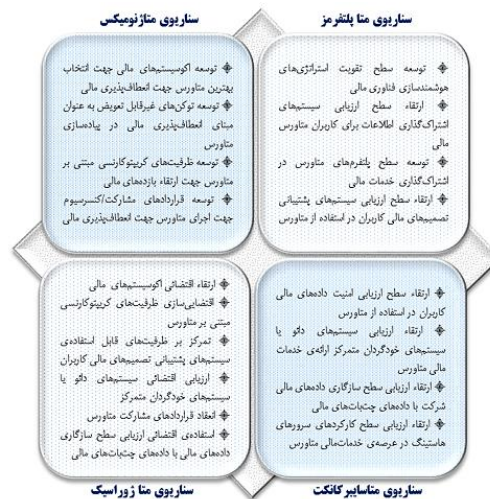 سناریوی متا پلتفرمز
توسعه سطح تقویت استراتژی‌های
هوشمندسازی فناوری مالی
ارتقاء سطح ارزیابی سیستم‌های
اشتراک‌گذاری اطلاعات برای کاربران متاورس
مالی
توسعه سطح پلتفرم‌های متاورس در
اشتراک‌گذاری خدمات مالی
ارتقاء سطح ارزیابی سیستم‌های پشتیبانی
تصمیم‌های مالی کاربران در استفاده از متاورس
سناریوی متاژنومیکس
توسعه اکوسیستم‌های مالی جهت انتخاب
بهترین متاورس جهت انعطاف‌پذیری مالی
توسعه توکن‌های غیرقابل تعویض به عنوان
مبنای انعطاف‌پذیری مالی در پیاده‌سازی
متاورس
توسعه ظرفیت‌های کریپتوکارنسی مبتنی بر
متاورس جهت ارتقاء بازده‌های مالی
توسعه قراردادهای مشارکت/کنسرسیوم
جهت اجرای متاورس جهت انعطاف‌پذیری مالی
ارتقاء سطح ارزیابی امنیت داده‌های مالی
کاربران در استفاده از متاورس
ارتقاء ارزیابی سیستم‌های دائو یا
سیستم‌های خودگردان متمرکز ارائه‌ی خدمات
مالی متاورس
ارتقاء ارزیابی سطح سازگاری داده‌های مالی
شرکت با داده‌های چت‌بات‌های مالی
ارتقاء ارزیابی سطح کارکردهای سرورهای
هاستینگ در عرصه‌ی خدمات‌مالی متاورس
سناریوی متاسایبرکانکت
ارتقاء اقتضائی اکوسیستم‌های مالی
اقتضایی‌سازی ظرفیت‌های کریپتوکارنسی
مبتنی بر متاورس
تمرکز بر ظرفیت‌های قابل استفاده‌ی
سیستم‌های پشتیبانی تصمیم‌های مالی کاربران
ارزیابی اقتضائی سیستم‌های دائو یا
سیستم‌های خودگردان متمرکز
انعقاد قراردادهای مشارکت متاورس
استفاده‌ی اقتضائی ارزیابی سطح سازگاری
داده‌های مالی با داده‌های چت‌بات‌های مالی
سناریوی متا ژوراسیک